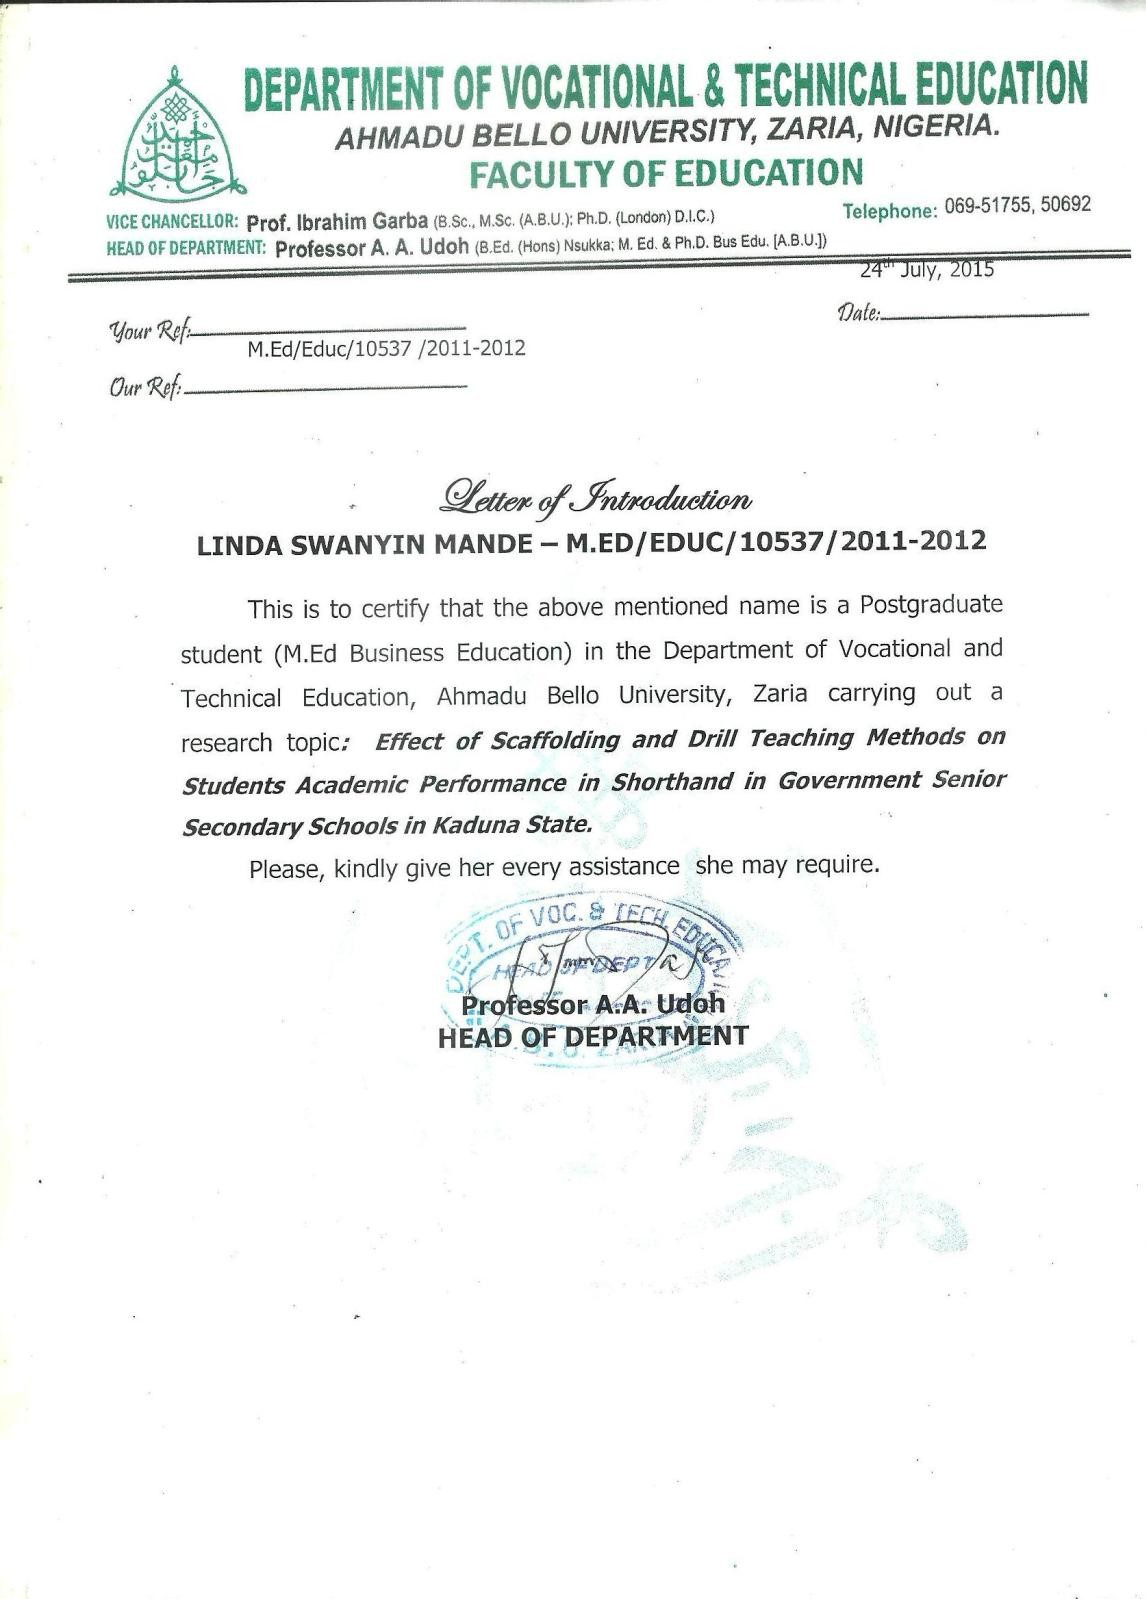 DEPARTMENT OF VOCATIONAL & TECHNICAL EDUCATION
AHMADU BELLO UNIVERSITY, ZARIA, NIGERIA.
FACULTY OF EDUCATION
VICE CHANCELLOR: Prof. Ibrahim Garba (B.Sc., M.Sc. (A.B.U.); Ph.D. (London) D.I.C.)
Telephone: 069-51755, 50692
HEAD OF DEPARTMENT: Professor A. A. Udoh (B.Ed. (Hons) Nsukka; M. Ed. & Ph.D. Bus Edu. [A.B.U.])
24th July, 2015
Date:
Your Ref:
M.Ed/Educ/10537 /2011-2012
Our Ref:
Letter of Introduction
LINDA SWANYIN MANDE – M.ED/EDUC/10537/2011-2012
This is to certify that the above mentioned name is a Postgraduate
student (M.Ed Business Education) in the Department of Vocational and
Technical Education, Ahmadu Bello University, Zaria carrying out a
research topic: Effect of Scaffolding and Drill Teaching Methods on
Students Academic Performance in Shorthand in Government Senior
Secondary Schools in Kaduna State.
Please, kindly give her every assistance she may require.
DEPT. OF VOC. & TECH. EDUCA
HEAD OF DEPT
Professor A.A. Udoh
HEAD OF DEPARTMENT